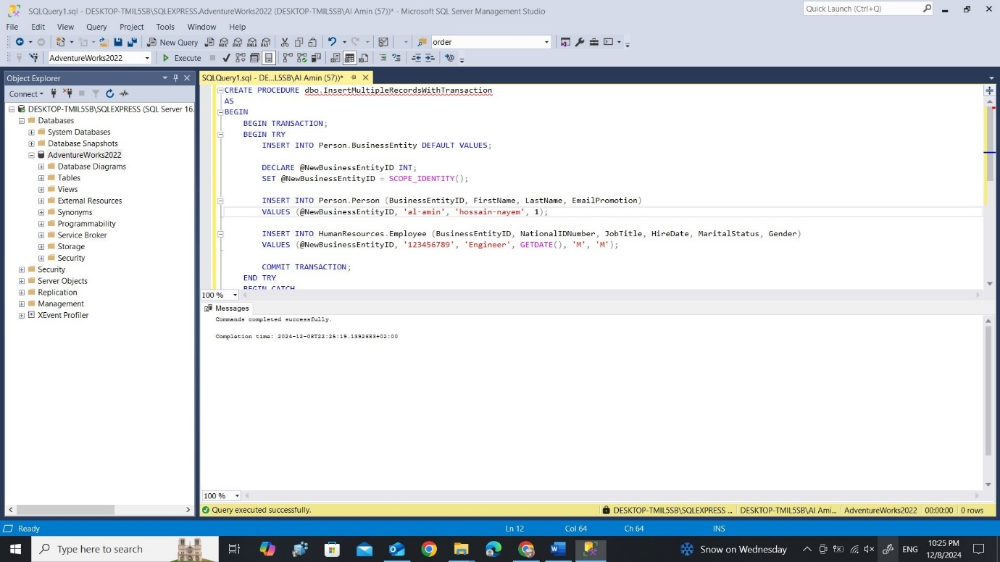 SQLQuery1.sql - DESKTOP-TMIL5SB\SQLEXPRESS.AdventureWorks2022 (DESKTOP-TMIL5SB\Al Amin (57))* - Microsoft SQL Server Management Studio
Quick Launch (Ctrl+Q)
File Edit View Query Project Tools Window Help
New Query
order
AdventureWorks2022
Execute
Object Explorer
Connect
DESKTOP-TMIL5SB\SQLEXPRESS (SQL Server 16.
Databases
System Databases
Database Snapshots
AdventureWorks2022
Database Diagrams
Tables
Views
External Resources
Synonyms
Programmability
Service Broker
Storage
Security
Security
Server Objects
Replication
Management
XEvent Profiler
SQLQuery1.sql - DE...L5SB\Al Amin (57))*
CREATE PROCEDURE dbo.InsertMultipleRecordsWithTransaction
AS
BEGIN
BEGIN TRANSACTION;
BEGIN TRY
INSERT INTO Person.BusinessEntity DEFAULT VALUES;
DECLARE @NewBusinessEntityID INT;
SET @NewBusinessEntityID = SCOPE_IDENTITY();
INSERT INTO Person.Person (BusinessEntityID, FirstName, LastName, EmailPromotion)
VALUES (@NewBusinessEntityID, 'al-amin', 'hossain-nayem', 1);
INSERT INTO HumanResources.Employee (BusinessEntityID, NationalIDNumber, JobTitle, HireDate, MaritalStatus, Gender)
VALUES (@NewBusinessEntityID, '123456789', 'Engineer', GETDATE(), 'M', 'M');
COMMIT TRANSACTION;
END TRY
BEGIN CATCH
100 %
Messages
Commands completed successfully.
Completion time: 2024-12-08T22:25:19.1392683+02:00
100 %
Query executed successfully.
DESKTOP-TMIL5SB\SQLEXPRESS ... DESKTOP-TMIL5SB\Al Ami... AdventureWorks2022 00:00:00 0 rows
Ready
Ln 12 Col 64 Ch 64 INS
Type here to search
Snow on Wednesday
ENG
10:25 PM
12/8/2024